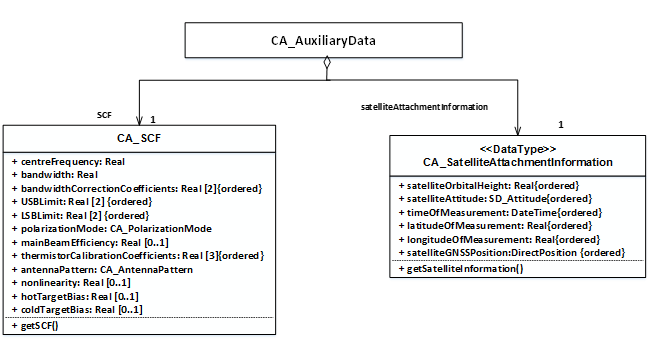 CA_AuxiliaryData
SCF
1
satelliteAttachmentInformation
1
CA_SCF
+ centreFrequency: Real
+ bandwidth: Real
+ bandwidthCorrectionCoefficients: Real [2]{ordered}
+ USBLimit: Real [2] {ordered}
+ LSBLimit: Real [2] {ordered}
+ polarizationMode: CA_PolarizationMode
+ mainBeamEfficiency: Real [0..1]
+ thermistorCalibrationCoefficients: Real [3]{ordered}
+ antennaPattern: CA_AntennaPattern
+ nonlinearity: Real [0..1]
+ hotTargetBias: Real [0..1]
+ coldTargetBias: Real [0..1]
+ getSCF()
<<DataType>>
CA_SatelliteAttachmentInformation
+ satelliteOrbitalHeight: Real{ordered}
+ satelliteAttitude: SD_Attitude{ordered}
+ timeOfMeasurement: DateTime{ordered}
+ latitudeOfMeasurement: Real{ordered}
+ longitudeOfMeasurement: Real{ordered}
+ satelliteGNSSPosition:DirectPosition {ordered}
+ getSatelliteInformation()